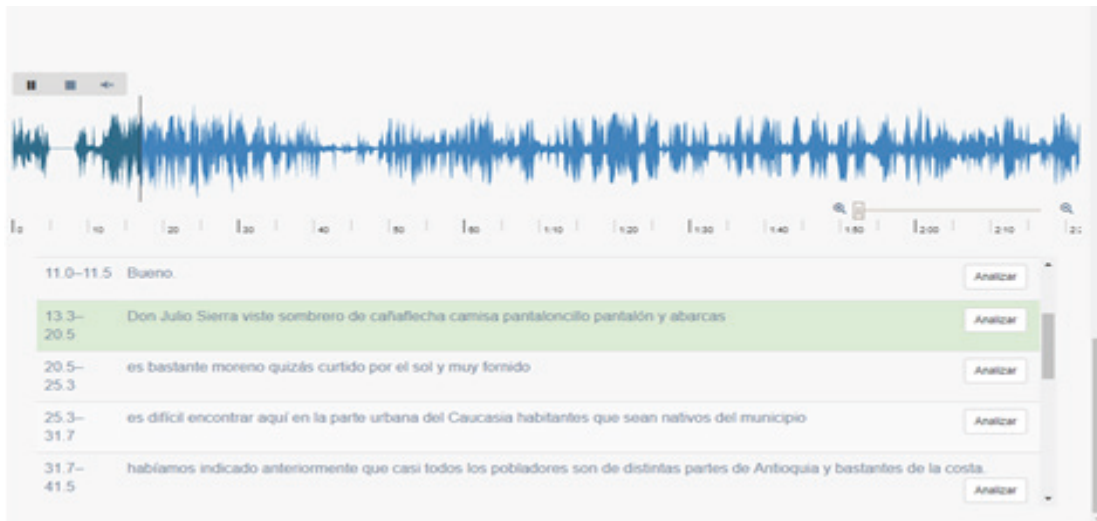 0 10 20 30 40 50 1:00 1:10 1:20 1:30 1:40 1:50 2:00 2:10
11.0–11.5 Bueno. Analizar
13.3– Don Julio Sierra viste sombrero de cañaflecha camisa pantaloncillo pantalón y abarcas Analizar
20.5
20.5– es bastante moreno quizás curtido por el sol y muy fornido Analizar
25.3
25.3– es difícil encontrar aquí en la parte urbana del Caucasia habitantes que sean nativos del municipio Analizar
31.7
31.7– habíamos indicado anteriormente que casi todos los pobladores son de distintas partes de Antioquia y bastantes de la costa.
41.5 Analizar